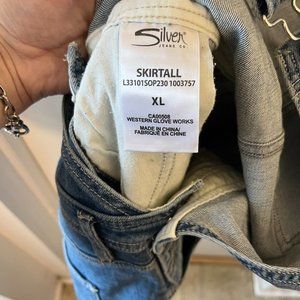 Silver
JEANS CO.
SKIRTALL
L33101SOP230 1003757
XL
CA00508
WESTERN GLOVE WORKS
MADE IN CHINA/
FABRIQUÉ EN CHINE